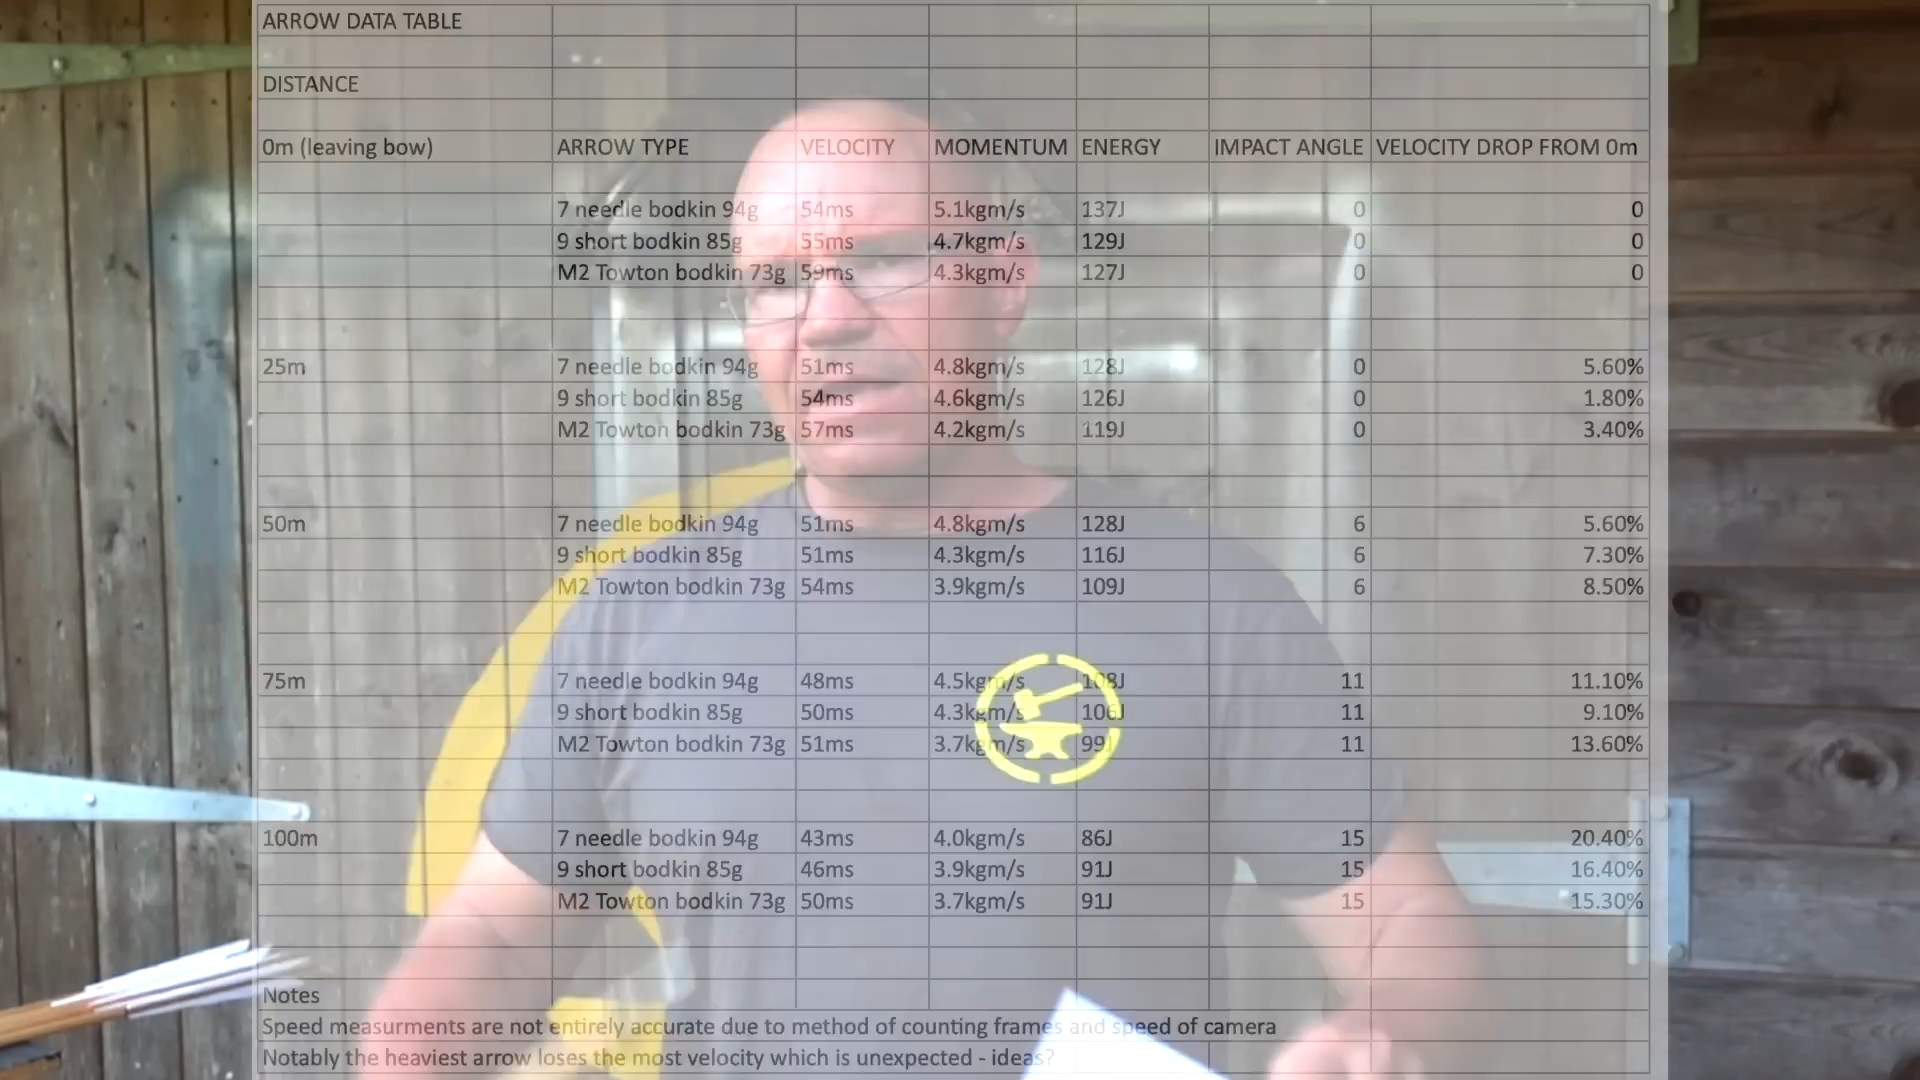 ARROW DATA TABLE
DISTANCE
0m (leaving bow) ARROW TYPE VELOCITY MOMENTUM ENERGY IMPACT ANGLE VELOCITY DROP FROM 0m
7 needle bodkin 94g 54ms 5.1kgm/s 137J 0 0
9 short bodkin 85g 55ms 4.7kgm/s 129J 0 0
M2 Towton bodkin 73g 59ms 4.3kgm/s 127J 0 0
25m 7 needle bodkin 94g 51ms 4.8kgm/s 128J 0 5.60%
9 short bodkin 85g 54ms 4.6kgm/s 126J 0 1.80%
M2 Towton bodkin 73g 57ms 4.2kgm/s 119J 0 3.40%
50m 7 needle bodkin 94g 51ms 4.8kgm/s 128J 6 5.60%
9 short bodkin 85g 51ms 4.3kgm/s 116J 6 7.30%
M2 Towton bodkin 73g 54ms 3.9kgm/s 109J 6 8.50%
75m 7 needle bodkin 94g 48ms 4.5kgm/s 108J 11 11.10%
9 short bodkin 85g 50ms 4.3kgm/s 106J 11 9.10%
M2 Towton bodkin 73g 51ms 3.7kgm/s 99J 11 13.60%
100m 7 needle bodkin 94g 43ms 4.0kgm/s 86J 15 20.40%
9 short bodkin 85g 46ms 3.9kgm/s 91J 15 16.40%
M2 Towton bodkin 73g 50ms 3.7kgm/s 91J 15 15.30%
Notes
Speed measurments are not entirely accurate due to method of counting frames and speed of camera
Notably the heaviest arrow loses the most velocity which is unexpected - ideas?